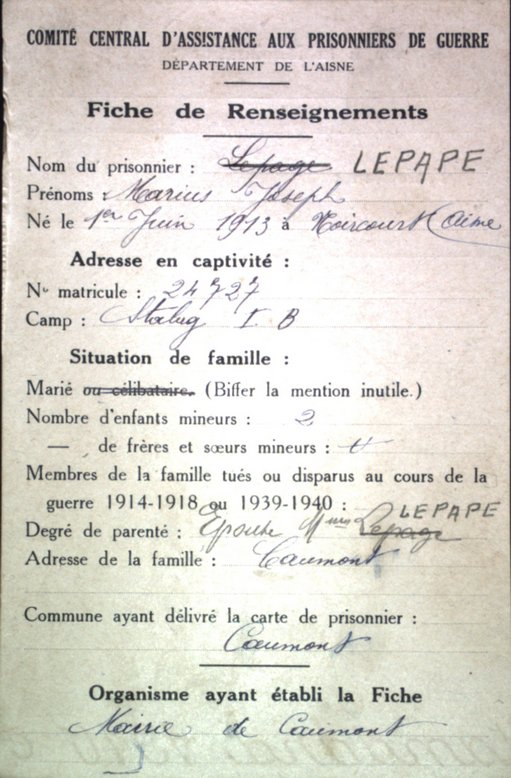 COMITÉ CENTRAL D'ASSISTANCE AUX PRISONNIERS DE GUERRE
DÉPARTEMENT DE L'AISNE
Fiche de Renseignements
Nom du prisonnier : Lepage LEPAPE
Prénoms : Marius Joseph
Né le 1er Juin 1913 à Noircourt (Aisne
Adresse en captivité :
No matricule : 24727
Camp : Stalag I B
Situation de famille :
Marié ou célibataire. (Biffer la mention inutile.)
Nombre d'enfants mineurs : 2
— de frères et sœurs mineurs :
Membres de la famille tués ou disparus au cours de la
guerre 1914-1918 ou 1939-1940 :
LEPAPE
Degré de parenté : Epouse Mme Lepage
Adresse de la famille : Caumont
Commune ayant délivré la carte de prisonnier :
Caumont
Organisme ayant établi la Fiche
Mairie de Caumont